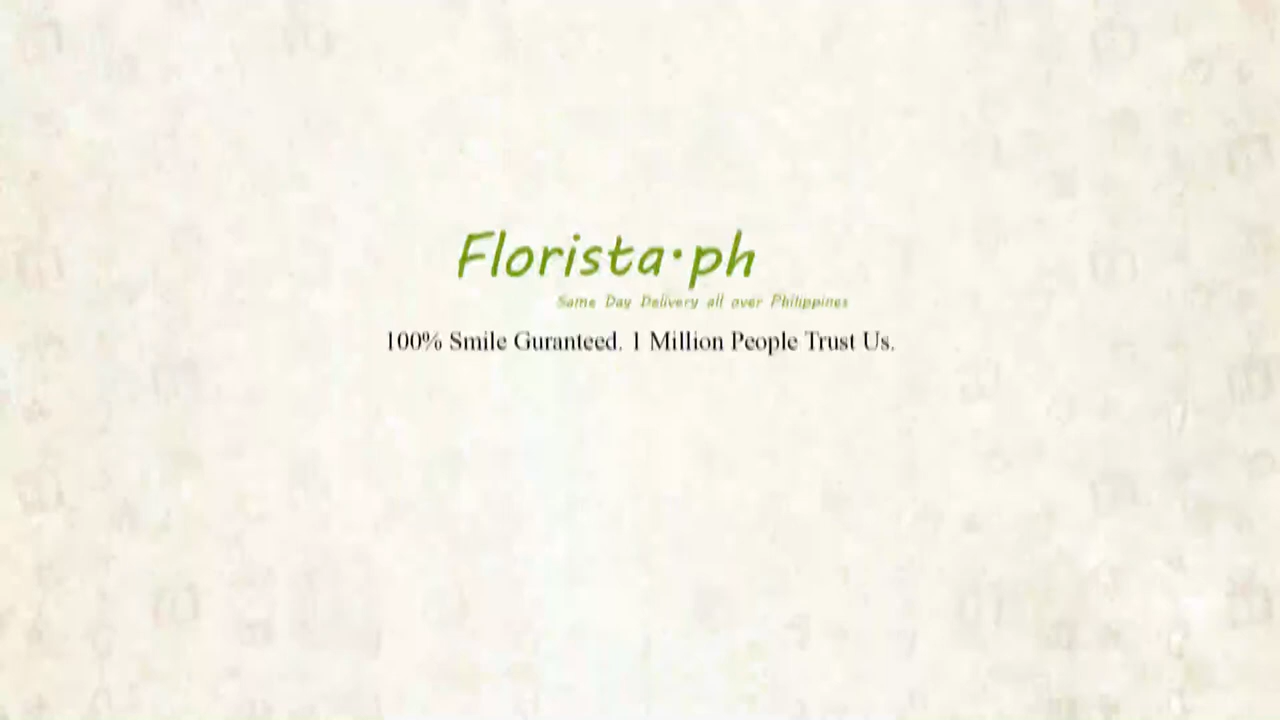 Florista·ph
Same Day Delivery all over Philippines
100% Smile Guranteed. 1 Million People Trust Us.